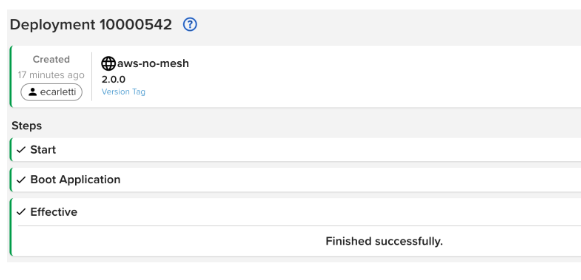 Deployment 10000542 ?
Created
17 minutes ago
ecarletti
aws-no-mesh
2.0.0
Version Tag
Steps
Start
Boot Application
Effective
Finished successfully.